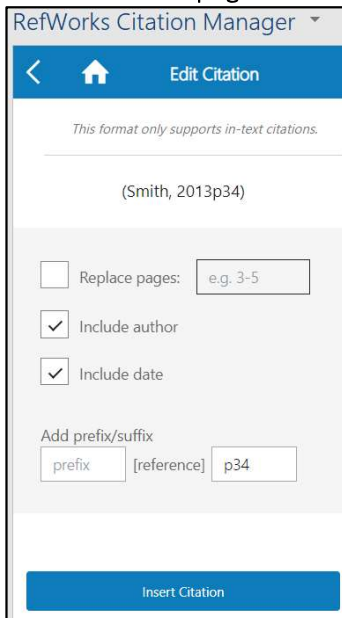 RefWorks Citation Manager
Edit Citation
This format only supports in-text citations.
(Smith, 2013p34)
Replace pages: e.g. 3-5
Include author
Include date
Add prefix/suffix
prefix [reference] p34
Insert Citation